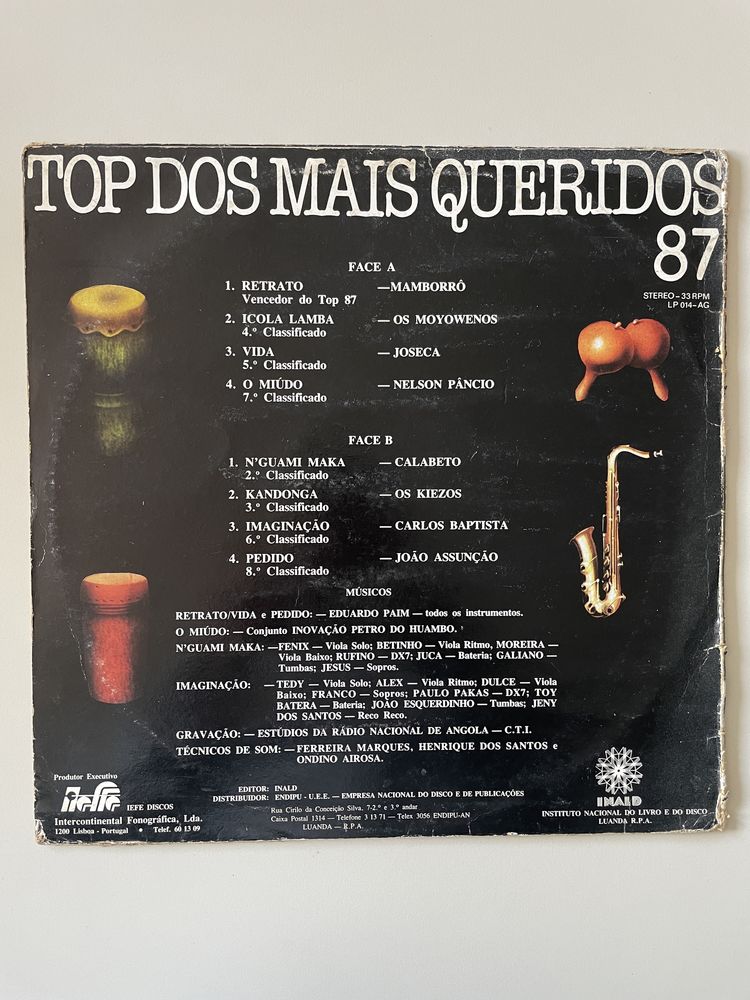 TOP DOS MAIS QUERIDOS
87
STEREO-33 RPM
LP 014-AG
FACE A
1. RETRATO —MAMBORRÔ
Vencedor do Top 87
2. ICOLA LAMBA — OS MOYOWENOS
4.º Classificado
3. VIDA — JOSECA
5.º Classificado
4. O MIÚDO — NELSON PÂNCIO
7.º Classificado
FACE B
1. N'GUAMI MAKA — CALABETO
2.º Classificado
2. KANDONGA — OS KIEZOS
3.º Classificado
3. IMAGINAÇÃO — CARLOS BAPTISTA
6.º Classificado
4. PEDIDO — JOÃO ASSUNÇÃO
8.º Classificado
MÚSICOS
RETRATO/VIDA e PEDIDO: — EDUARDO PAIM — todos os instrumentos.
O MIÚDO: — Conjunto INOVAÇÃO PETRO DO HUAMBO.
N'GUAMI MAKA: —FENIX — Viola Solo; BETINHO — Viola Ritmo, MOREIRA —
Viola Baixo; RUFINO — DX7; JUCA — Bateria; GALIANO —
Tumbas; JESUS — Sopros.
IMAGINAÇÃO: — TEDY — Viola Solo; ALEX — Viola Ritmo; DULCE — Viola
Baixo; FRANCO — Sopros; PAULO PAKAS — DX7; TOY
BATERA — Bateria; JOÃO ESQUERDINHO — Tumbas; JENY
DOS SANTOS — Reco Reco.
GRAVAÇÃO: — ESTÚDIOS DA RÁDIO NACIONAL DE ANGOLA — C.T.I.
TÉCNICOS DE SOM: — FERREIRA MARQUES, HENRIQUE DOS SANTOS e
ONDINO AIROSA.
Produtor Executivo
ieffe
IEFE DISCOS
Intercontinental Fonográfica, Lda.
1200 Lisboa - Portugal • Telef. 60 13 09
EDITOR: INALD
DISTRIBUIDOR: ENDIPU - U.E.E. — EMPRESA NACIONAL DO DISCO E DE PUBLICAÇÕES
Rua Cirilo da Conceição Silva, 7-2.º e 3.º andar
Caixa Postal 1314 — Telefone 3 13 71 — Telex 3056 ENDIPU-AN
LUANDA — R.P.A.
INALD
INSTITUTO NACIONAL DO LIVRO E DO DISCO
LUANDA R.P.A.